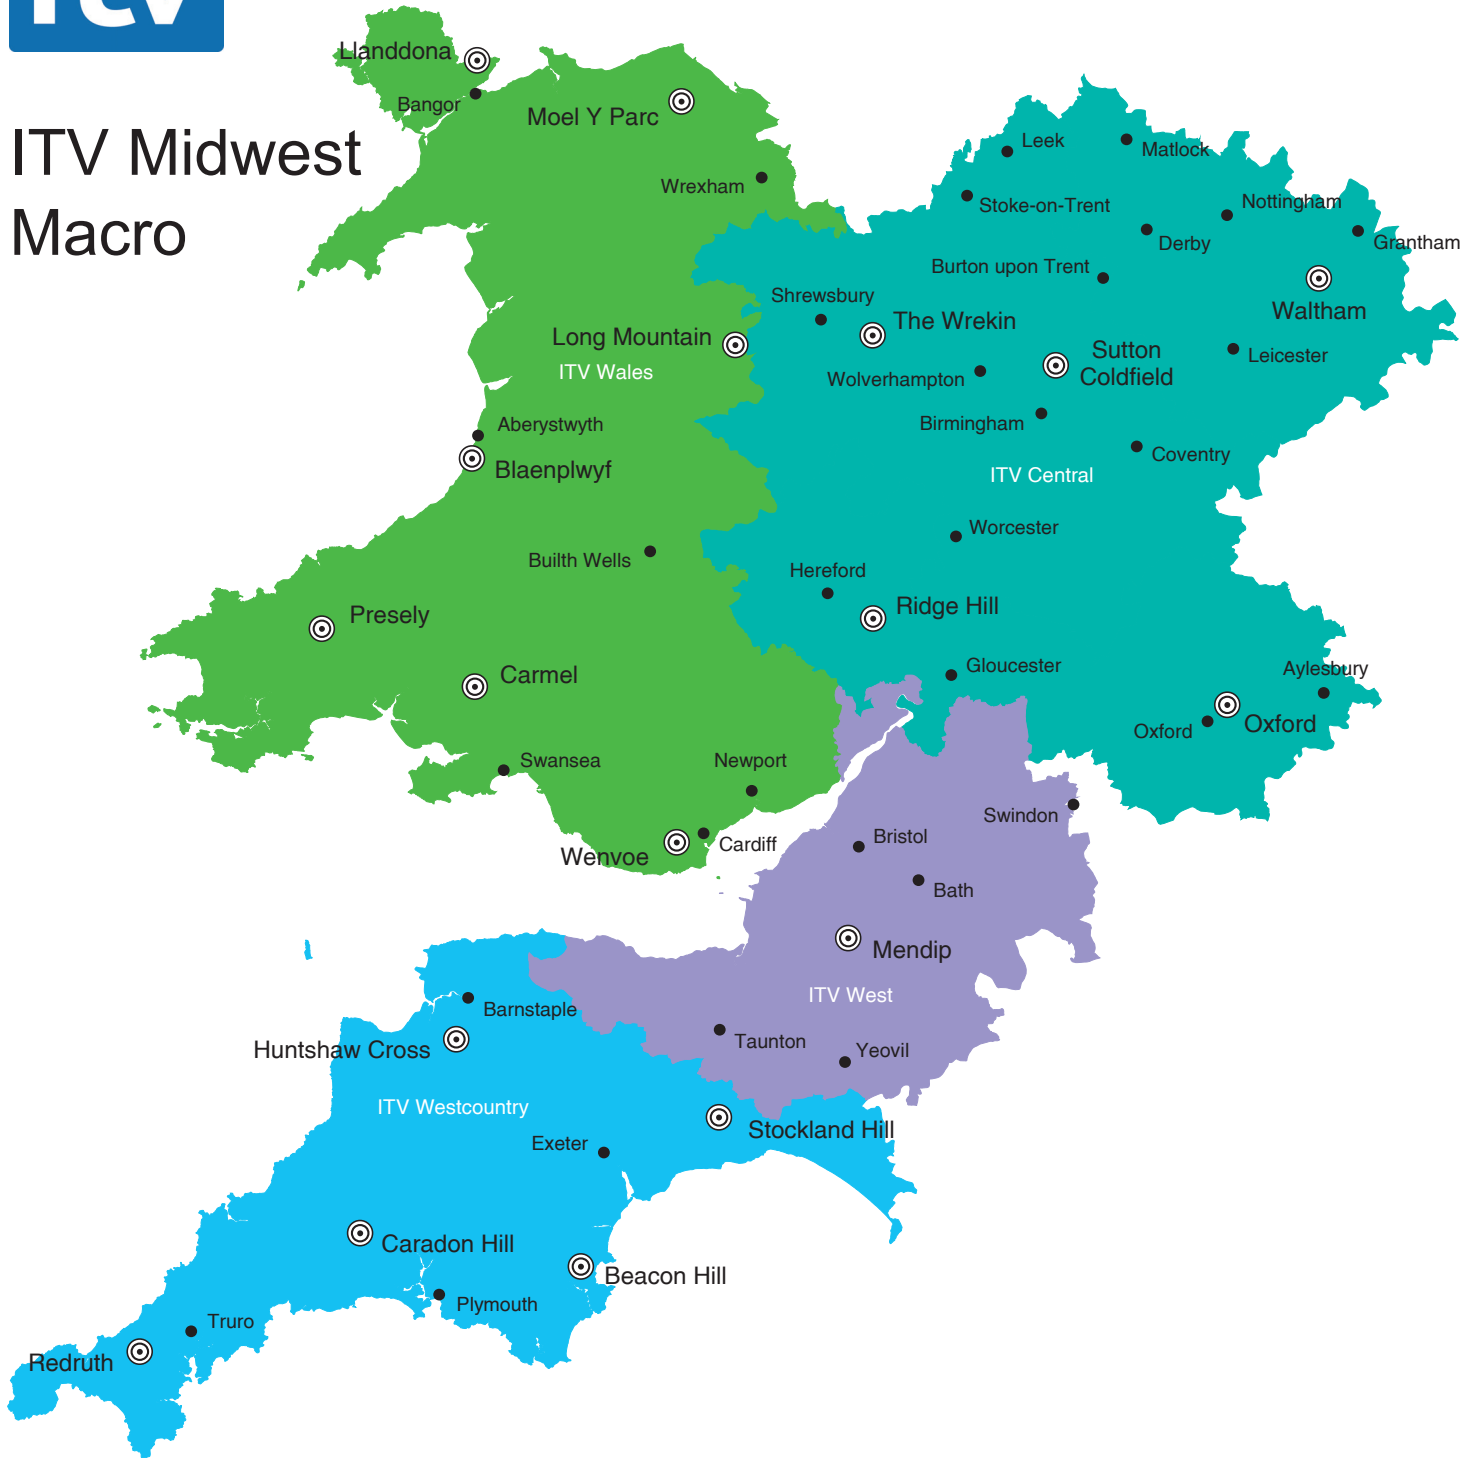 itv
ITV Midwest
Macro
Llanddona
Bangor
Moel Y Parc
Wrexham
Leek
Matlock
Stoke-on-Trent
Nottingham
Derby
Grantham
Burton upon Trent
Shrewsbury
The Wrekin
Waltham
Long Mountain
ITV Wales
Sutton
Coldfield
Leicester
Wolverhampton
Birmingham
Aberystwyth
Blaenplwyf
Coventry
ITV Central
Worcester
Builth Wells
Hereford
Ridge Hill
Presely
Carmel
Gloucester
Aylesbury
Oxford
Oxford
Swansea
Newport
Swindon
Bristol
Cardiff
Wenvoe
Bath
Mendip
ITV West
Barnstaple
Taunton
Yeovil
Huntshaw Cross
ITV Westcountry
Stockland Hill
Exeter
Caradon Hill
Beacon Hill
Plymouth
Truro
Redruth